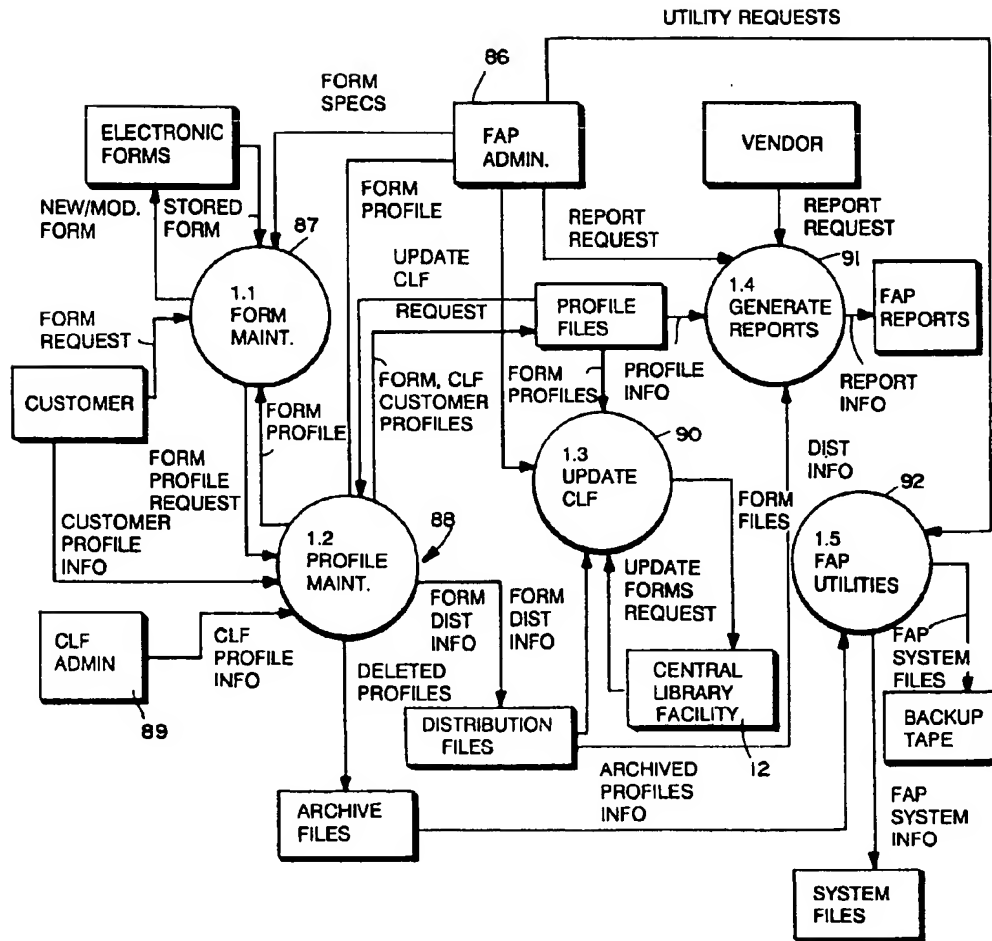 UTILITY REQUESTS
86
FORM
SPECS
ELECTRONIC
FORMS
FAP
ADMIN.
VENDOR
NEW/MOD.
FORM
STORED
FORM
87
FORM
PROFILE
REPORT
REQUEST
REPORT
REQUEST
91
1.1
FORM
MAINT.
UPDATE
CLF
REQUEST
PROFILE
FILES
1.4
GENERATE
REPORTS
FAP
REPORTS
FORM
REQUEST
CUSTOMER
FORM
PROFILE
FORM, CLF
CUSTOMER
PROFILES
FORM
PROFILES
PROFILE
INFO
REPORT
INFO
FORM
PROFILE
REQUEST
90
1.3
UPDATE
CLF
DIST
INFO
92
CUSTOMER
PROFILE
INFO
1.2
PROFILE
MAINT.
88
FORM
FILES
1.5
FAP
UTILITIES
FORM
DIST
INFO
FORM
DIST
INFO
UPDATE
FORMS
REQUEST
CLF
ADMIN
89
CLF
PROFILE
INFO
DELETED
PROFILES
DISTRIBUTION FILES
CENTRAL
LIBRARY
FACILITY
12
FAP
SYSTEM
FILES
BACKUP
TAPE
ARCHIVE
FILES
ARCHIVED
PROFILES
INFO
FAP
SYSTEM
INFO
SYSTEM
FILES